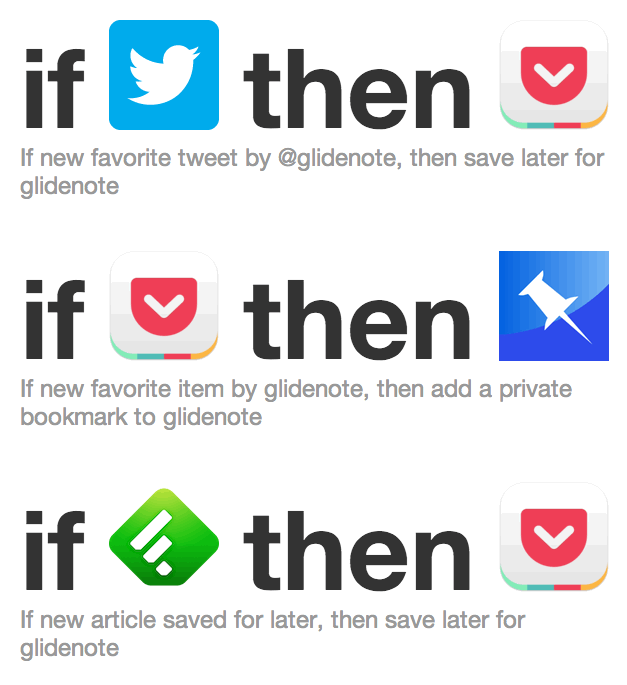 if then
If new favorite tweet by @glidenote, then save later for
glidenote
if then
If new favorite item by glidenote, then add a private
bookmark to glidenote
if then
If new article saved for later, then save later for
glidenote